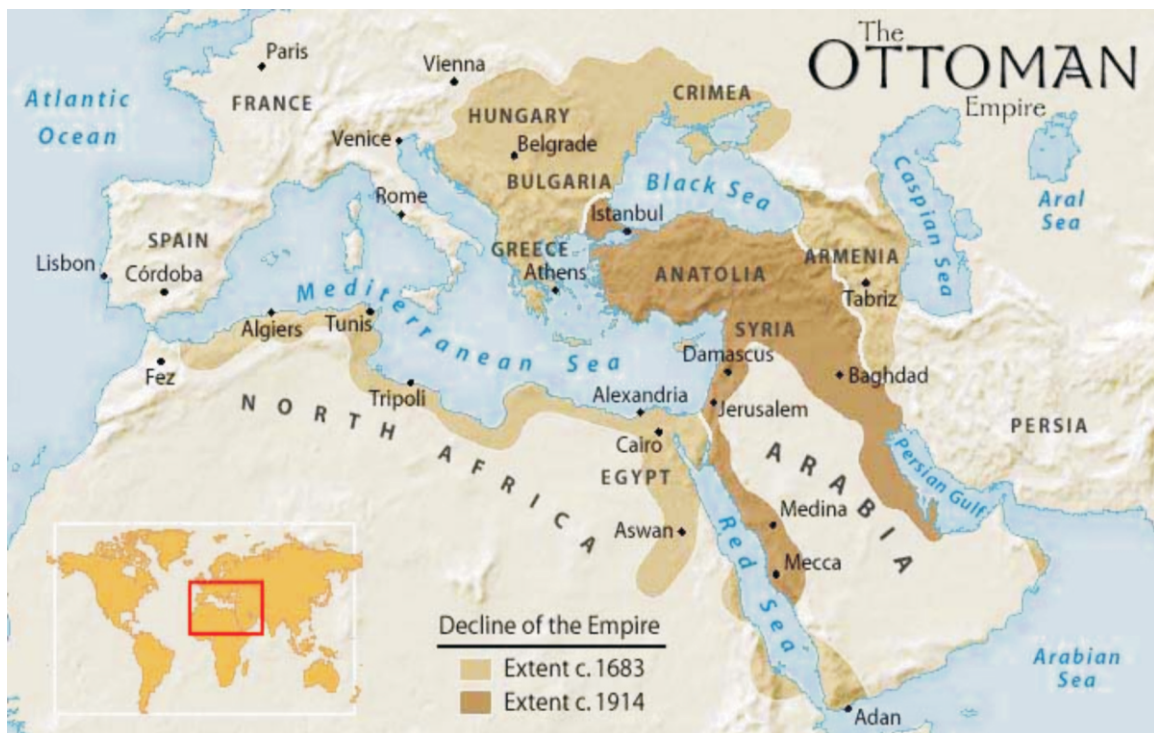 The
OTTOMAN
Empire
Atlantic
Ocean
Paris
FRANCE
Vienna
HUNGARY
CRIMEA
Venice
Belgrade
BULGARIA
Black Sea
Caspian Sea
Aral
Sea
Rome
Istanbul
SPAIN
Lisbon
Córdoba
GREECE
Athens
ANATOLIA
ARMENIA
Tabriz
Mediterranean Sea
Algiers
Tunis
SYRIA
Damascus
Fez
Tripoli
Alexandria
Jerusalem
Baghdad
NORTH AFRICA
Cairo
EGYPT
ARABIA
PERSIA
Persian Gulf
Aswan
Red Sea
Medina
Mecca
Decline of the Empire
Extent c. 1683
Extent c. 1914
Arabian
Sea
Adan